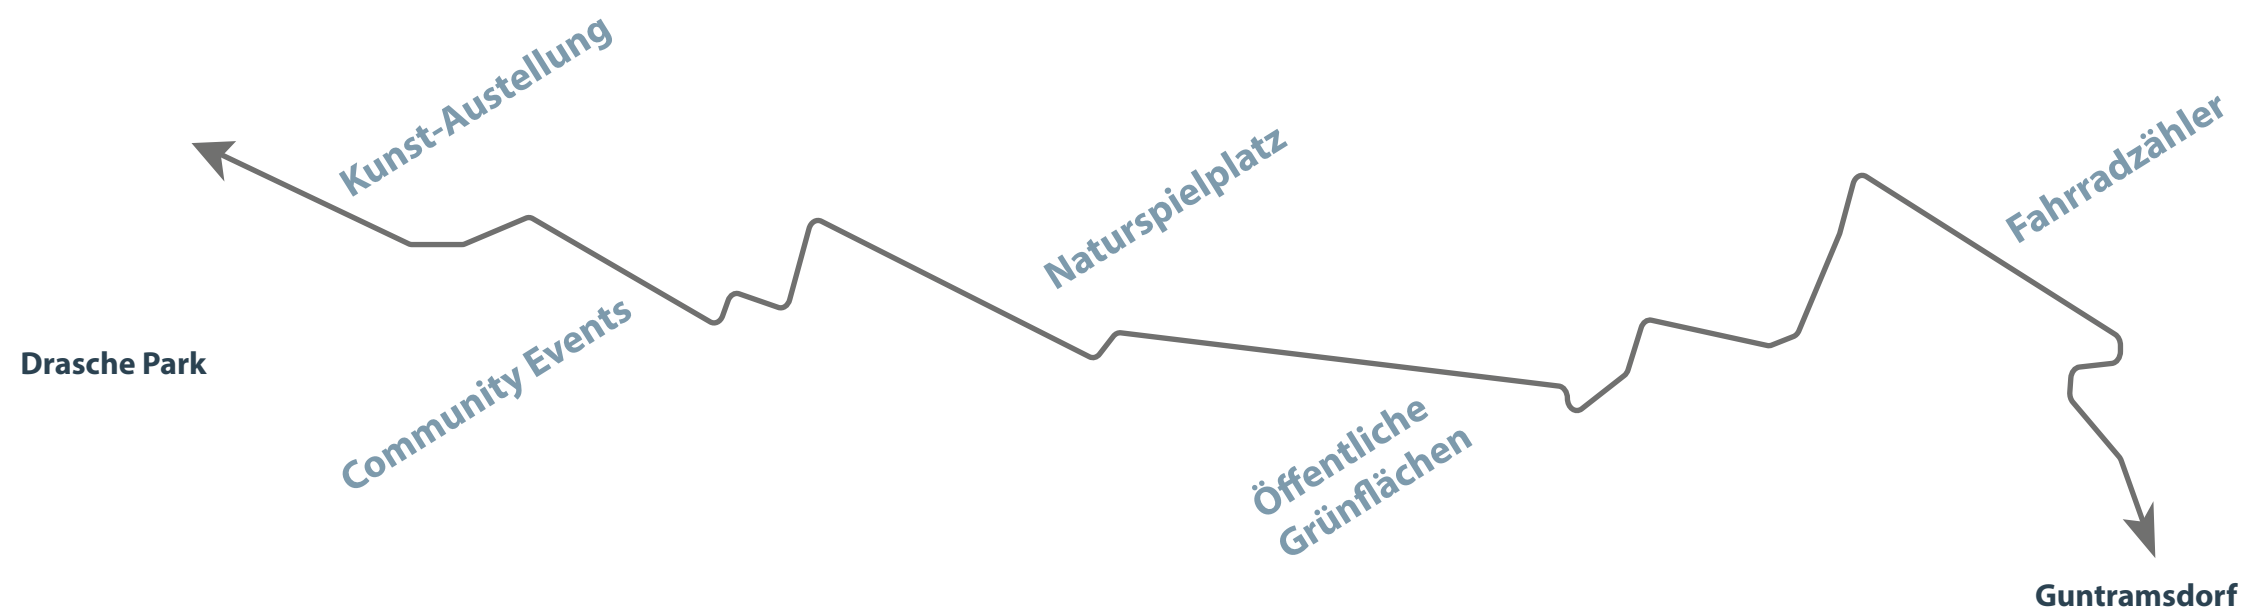 Kunst-Austellung
Naturspielplatz
Fahrradzähler
Drasche Park
Community Events
Öffentliche
Grünflächen
Guntramsdorf